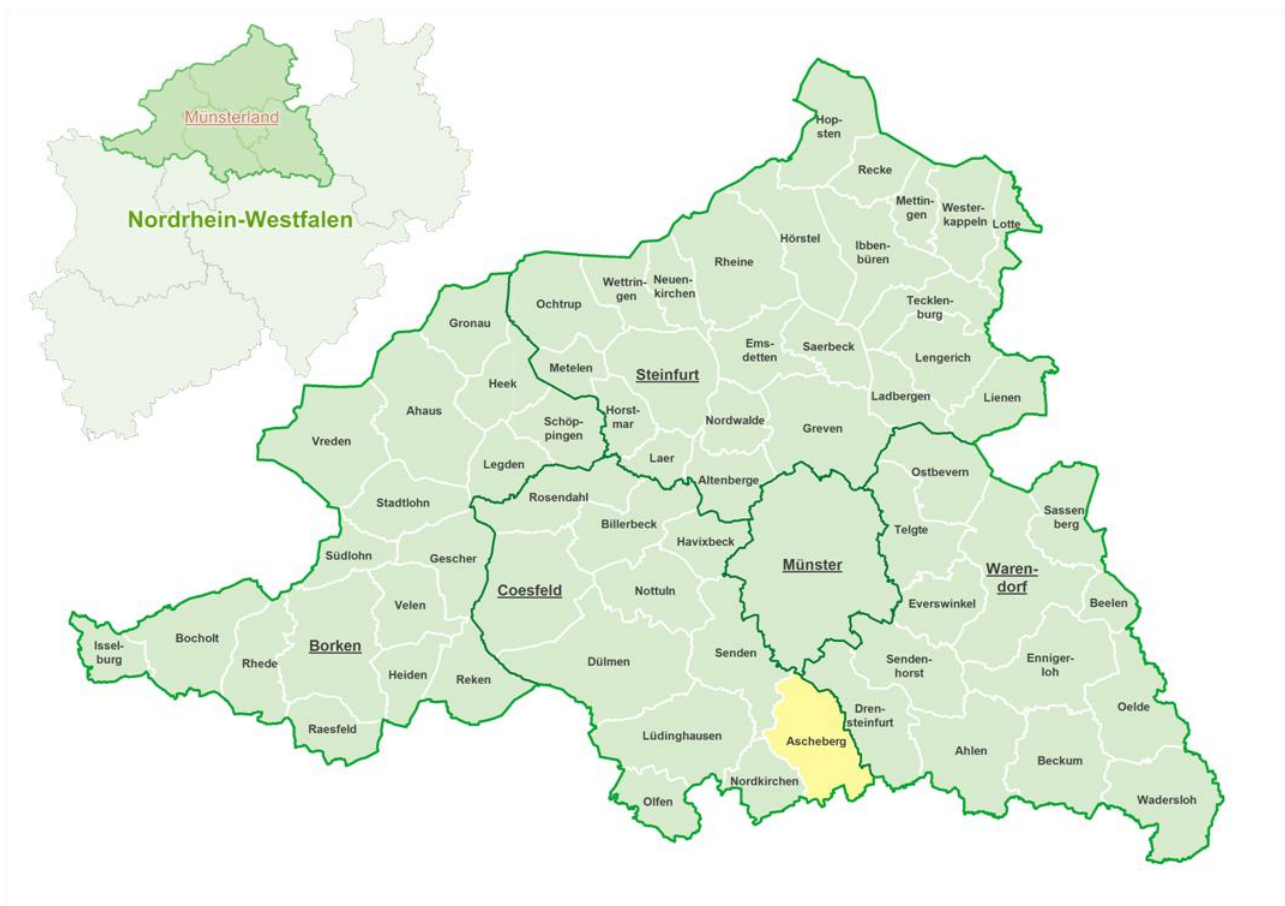 Münsterland
Nordrhein-Westfalen
Hop-
sten
Recke
Mettin-
gen
Wester-
kappeln
Lotte
Hörstel
Ibben-
büren
Rheine
Wettrin-
gen
Neuen-
kirchen
Ochtrup
Tecklen-
burg
Gronau
Ems-
detten
Saerbeck
Lengerich
Metelen
Steinfurt
Heek
Ladbergen
Lienen
Ahaus
Horst-
mar
Nordwalde
Greven
Schöp-
pingen
Vreden
Legden
Laer
Altenberge
Ostbevern
Stadtlohn
Rosendahl
Billerbeck
Havixbeck
Telgte
Sassen
berg
Südlohn
Gescher
Münster
Waren-
dorf
Coesfeld
Nottuln
Velen
Everswinkel
Beelen
Issel-
burg
Bocholt
Rhede
Borken
Heiden
Reken
Dülmen
Senden
Senden-
horst
Enniger-
loh
Oelde
Raesfeld
Lüdinghausen
Ascheberg
Dren-
steinfurt
Ahlen
Beckum
Nordkirchen
Olfen
Wadersloh